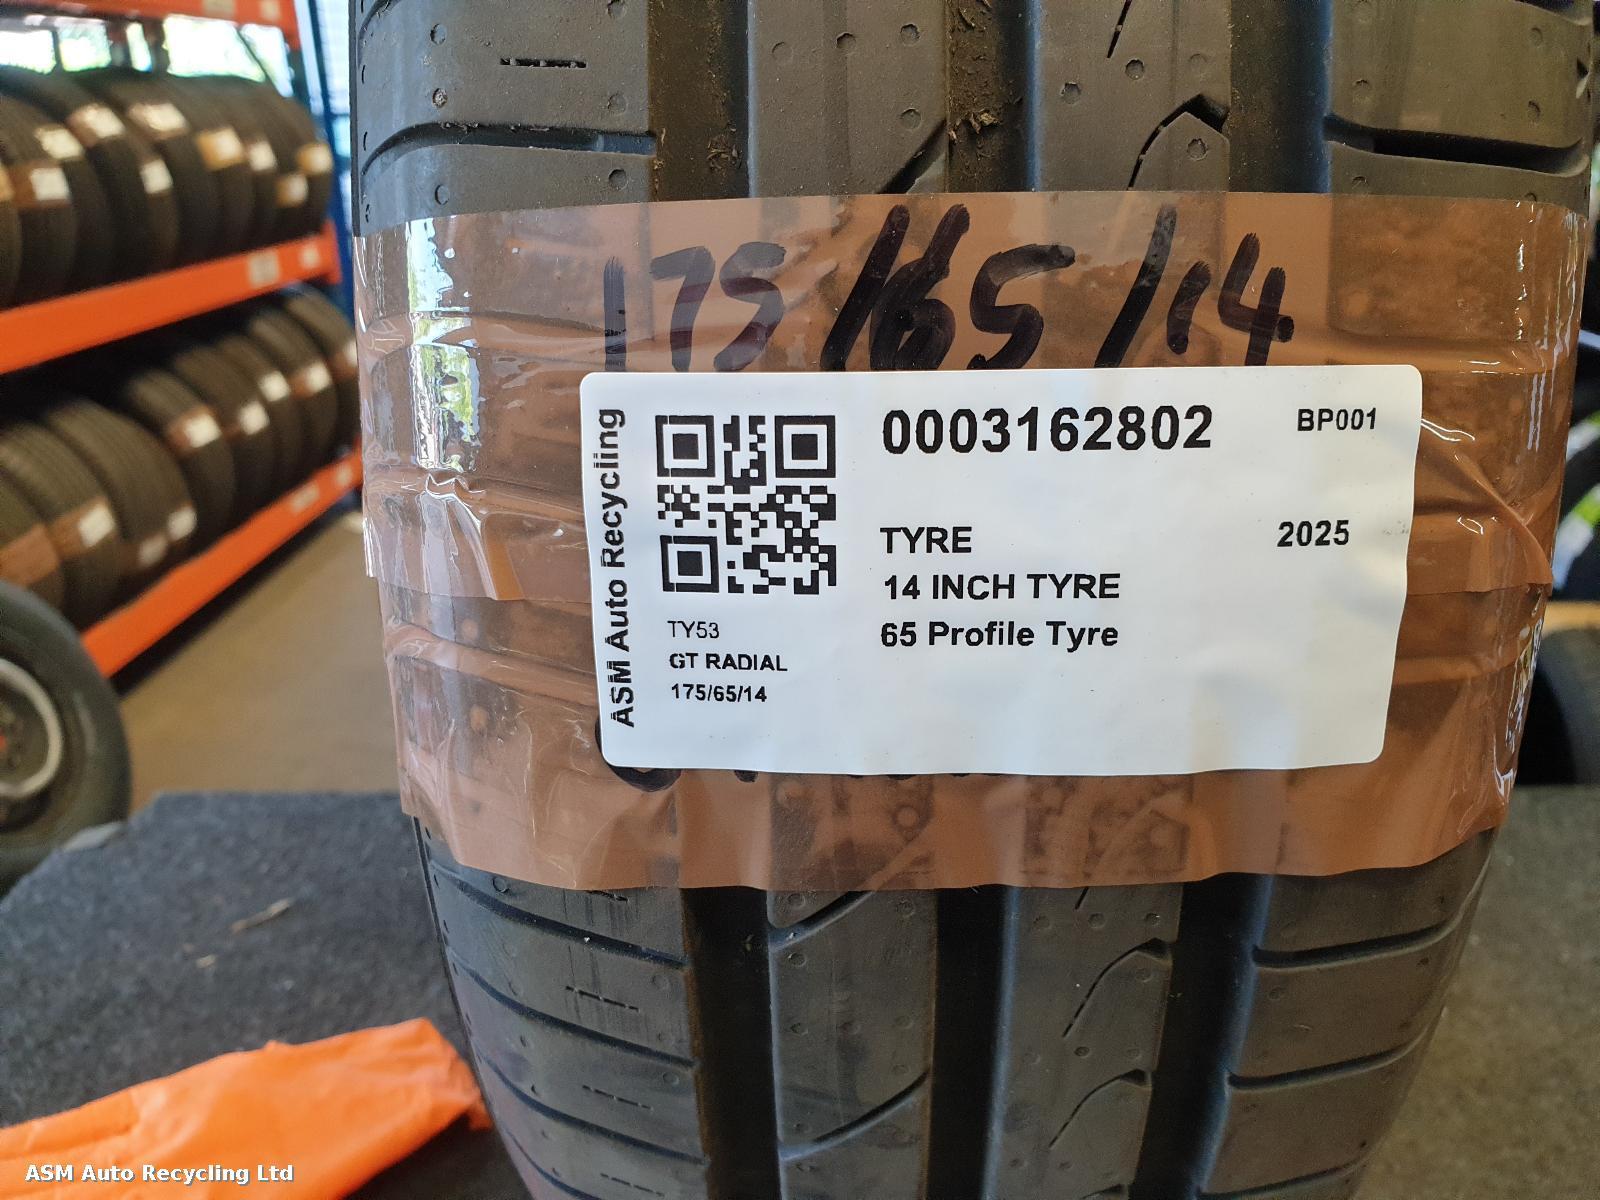 175/65/14
0003162802
BP001
ASM Auto Recycling
TYRE
2025
14 INCH TYRE
65 Profile Tyre
TY53
GT RADIAL
175/65/14
ASM Auto Recycling Ltd